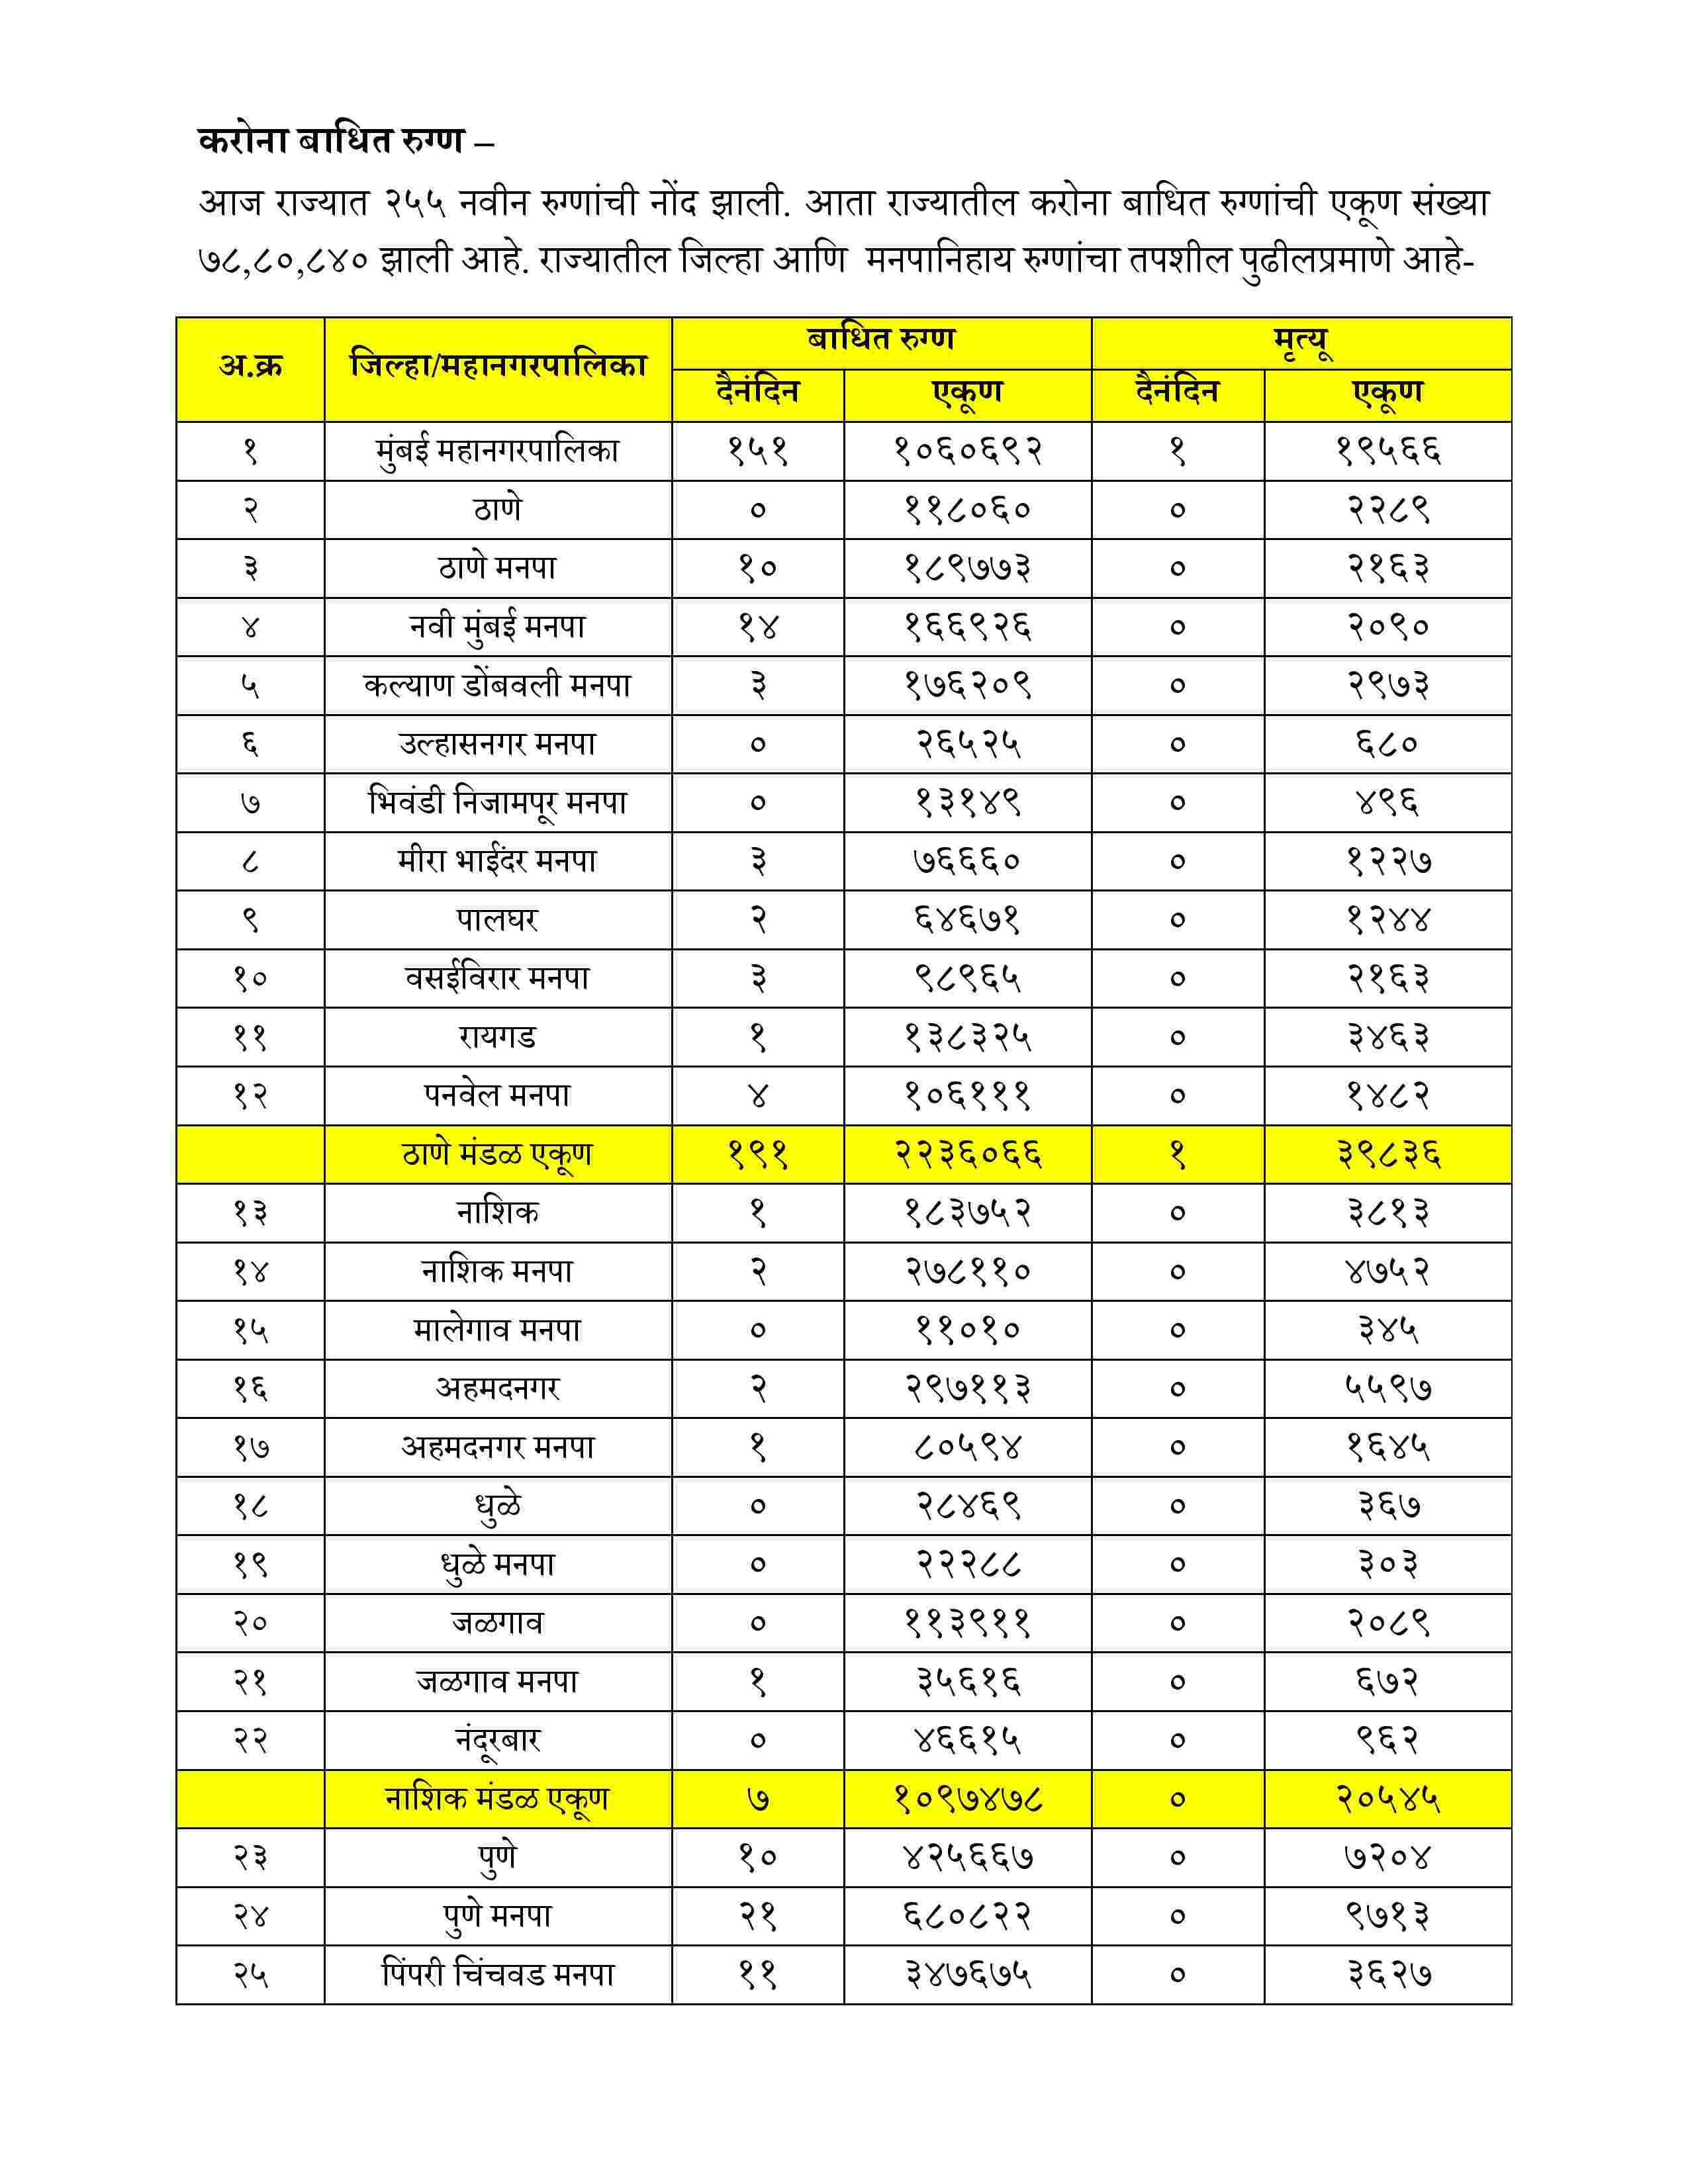 करोना बाधित रुग्ण –
आज राज्यात २५५ नवीन रुग्णांची नोंद झाली. आता राज्यातील करोना बाधित रुग्णांची एकूण संख्या
७८,८०,८४० झाली आहे. राज्यातील जिल्हा आणि मनपानिहाय रुग्णांचा तपशील पुढीलप्रमाणे आहे-
अ.क्र जिल्हा/महानगरपालिका बाधित रुग्ण मृत्यू
दैनंदिन एकूण दैनंदिन एकूण
१ मुंबई महानगरपालिका १५१ १०६०६९२ १ १९५६६
२ ठाणे ० ११८०६० ० २२८९
३ ठाणे मनपा १० १८९७७३ ० २१६३
४ नवी मुंबई मनपा १४ १६६९२६ ० २०९०
५ कल्याण डोंबवली मनपा ३ १७६२०९ ० २९७३
६ उल्हासनगर मनपा ० २६५२५ ० ६८०
७ भिवंडी निजामपूर मनपा ० १३१४९ ० ४९६
८ मीरा भाईंदर मनपा ३ ७६६६० ० १२२७
९ पालघर २ ६४६७१ ० १२४४
१० वसईविरार मनपा ३ ९८९६५ ० २१६३
११ रायगड १ १३८३२५ ० ३४६३
१२ पनवेल मनपा ४ १०६१११ ० १४८२
ठाणे मंडळ एकूण १९१ २२३६०६६ १ ३९८३६
१३ नाशिक १ १८३७५२ ० ३८१३
१४ नाशिक मनपा २ २७८११० ० ४७५२
१५ मालेगाव मनपा ० ११०१० ० ३४५
१६ अहमदनगर २ २९७११३ ० ५५९७
१७ अहमदनगर मनपा १ ८०५९४ ० १६४५
१८ धुळे ० २८४६९ ० ३६७
१९ धुळे मनपा ० २२२८८ ० ३०३
२० जळगाव ० ११३९११ ० २०८९
२१ जळगाव मनपा १ ३५६१६ ० ६७२
२२ नंदूरबार ० ४६६१५ ० ९६२
नाशिक मंडळ एकूण ७ १०९७४७८ ० २०५४५
२३ पुणे १० ४२५६६७ ० ७२०४
२४ पुणे मनपा २१ ६८०८२२ ० ९७१३
२५ पिंपरी चिंचवड मनपा ११ ३४७६७५ ० ३६२७